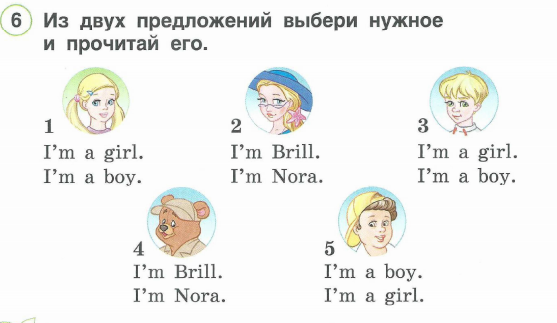 6 Из двух предложений выбери нужное
и прочитай его.
1 2 3
I'm a girl. I'm Brill. I'm a girl.
I'm a boy. I'm Nora. I'm a boy.
4 5
I'm Brill. I'm a boy.
I'm Nora. I'm a girl.